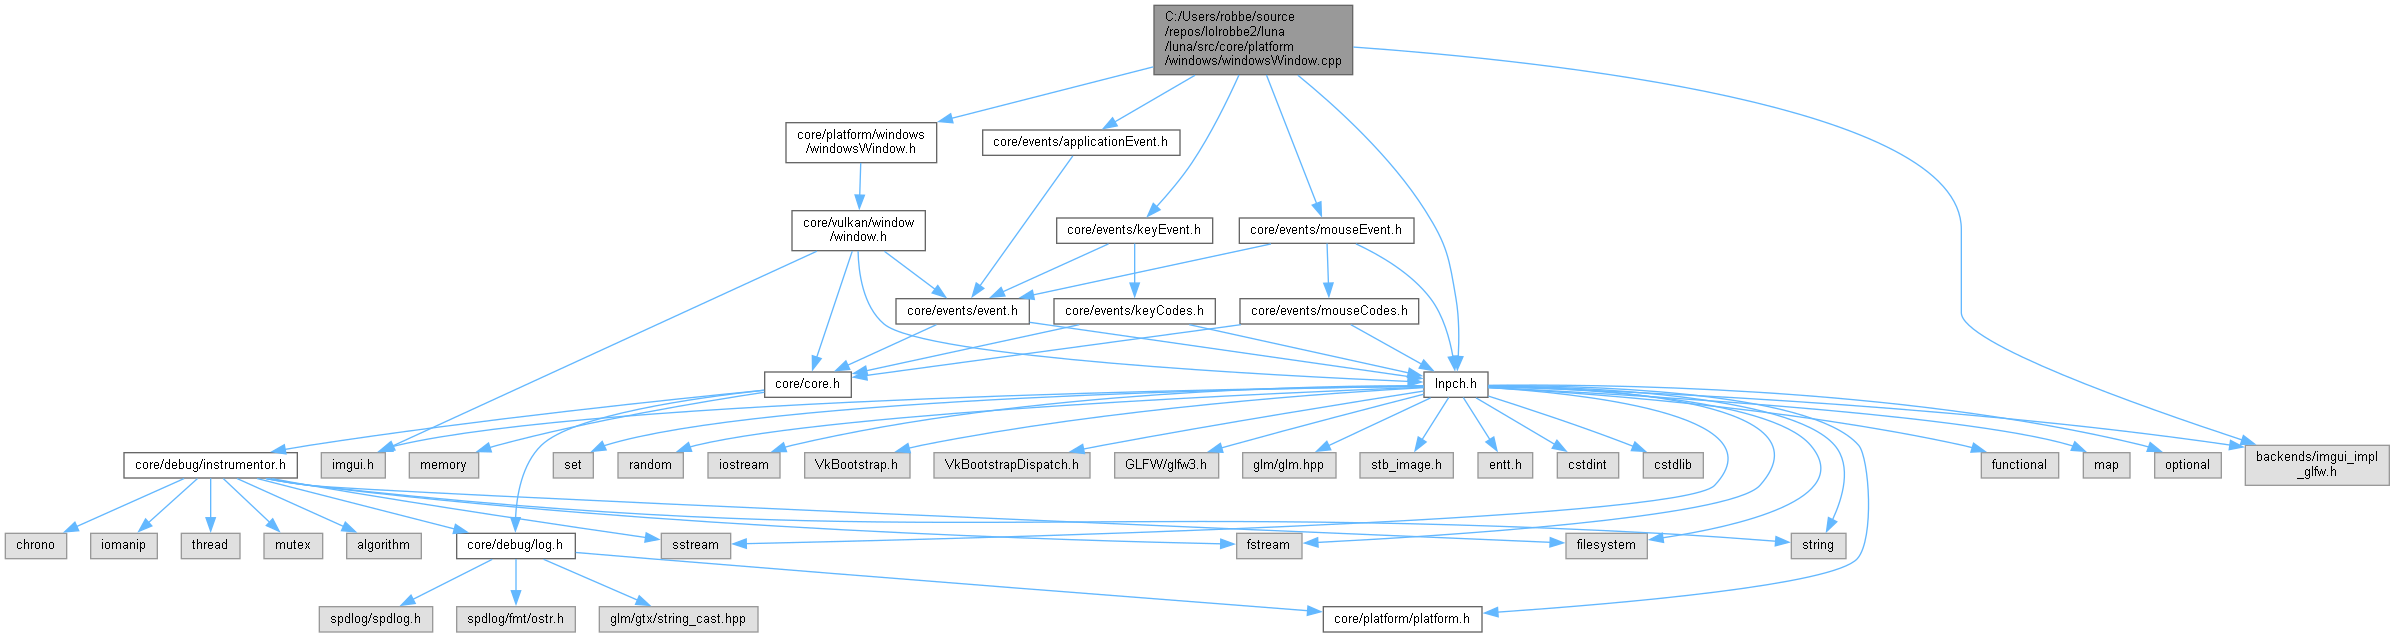 C:/Users/robbe/source
/repos/lolrobbe2/luna
/luna/src/core/platform
/windows/windowsWindow.cpp
core/platform/windows
/windowsWindow.h
core/events/applicationEvent.h
core/vulkan/window
/window.h
core/events/keyEvent.h
core/events/mouseEvent.h
core/events/event.h
core/events/keyCodes.h
core/events/mouseCodes.h
core/core.h
lnpch.h
core/debug/instrumentor.h
imgui.h
memory
set
random
iostream
VkBootstrap.h
VkBootstrapDispatch.h
GLFW/glfw3.h
glm/glm.hpp
stb_image.h
entt.h
cstdint
cstdlib
functional
map
optional
backends/imgui_impl
_glfw.h
chrono
iomanip
thread
mutex
algorithm
core/debug/log.h
sstream
fstream
filesystem
string
spdlog/spdlog.h
spdlog/fmt/ostr.h
glm/gtx/string_cast.hpp
core/platform/platform.h